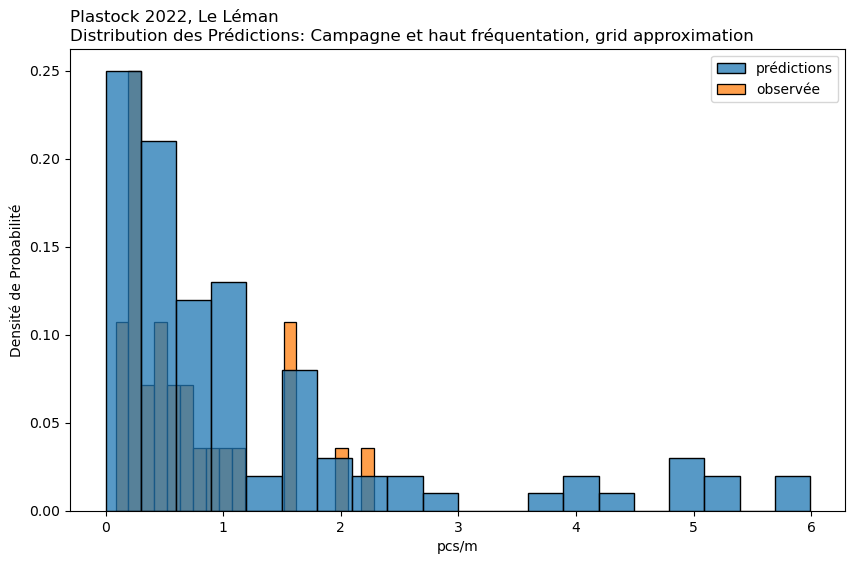 Plastock 2022, Le Léman
Distribution des Prédictions: Campagne et haut fréquentation, grid approximation
prédictions
observée
Densité de Probabilité
0.25
0.20
0.15
0.10
0.05
0.00
0 1 2 3 4 5 6
pcs/m